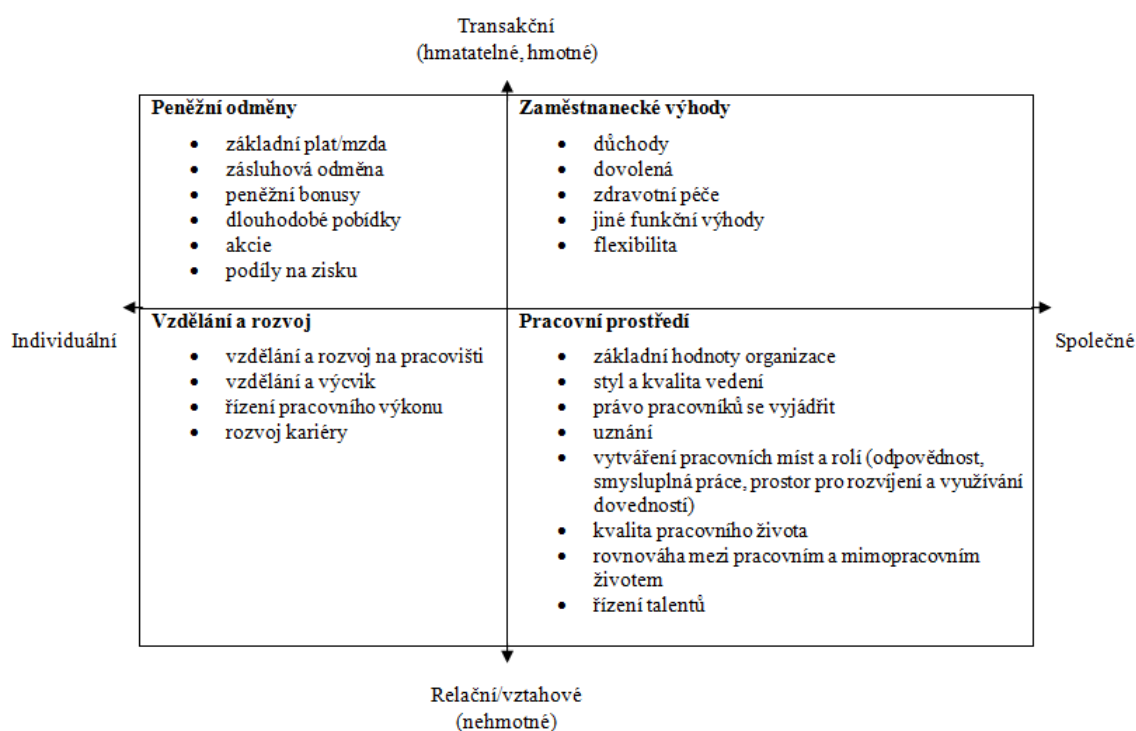 Transakční
(hmatatelné, hmotné)
Peněžní odměny
• základní plat/mzda
• zásluhová odměna
• peněžní bonusy
• dlouhodobé pobídky
• akcie
• podíly na zisku
Zaměstnanecké výhody
• důchody
• dovolená
• zdravotní péče
• jiné funkční výhody
• flexibilita
Individuální
Společné
Vzdělání a rozvoj
• vzdělání a rozvoj na pracovišti
• vzdělání a výcvik
• řízení pracovního výkonu
• rozvoj kariéry
Pracovní prostředí
• základní hodnoty organizace
• styl a kvalita vedení
• právo pracovníků se vyjádřit
• uznání
• vytváření pracovních míst a rolí (odpovědnost,
smysluplná práce, prostor pro rozvíjení a využívání
dovedností)
• kvalita pracovního života
• rovnováha mezi pracovním a mimopracovním
životem
• řízení talentů
Relační/vztahové
(nehmotné)